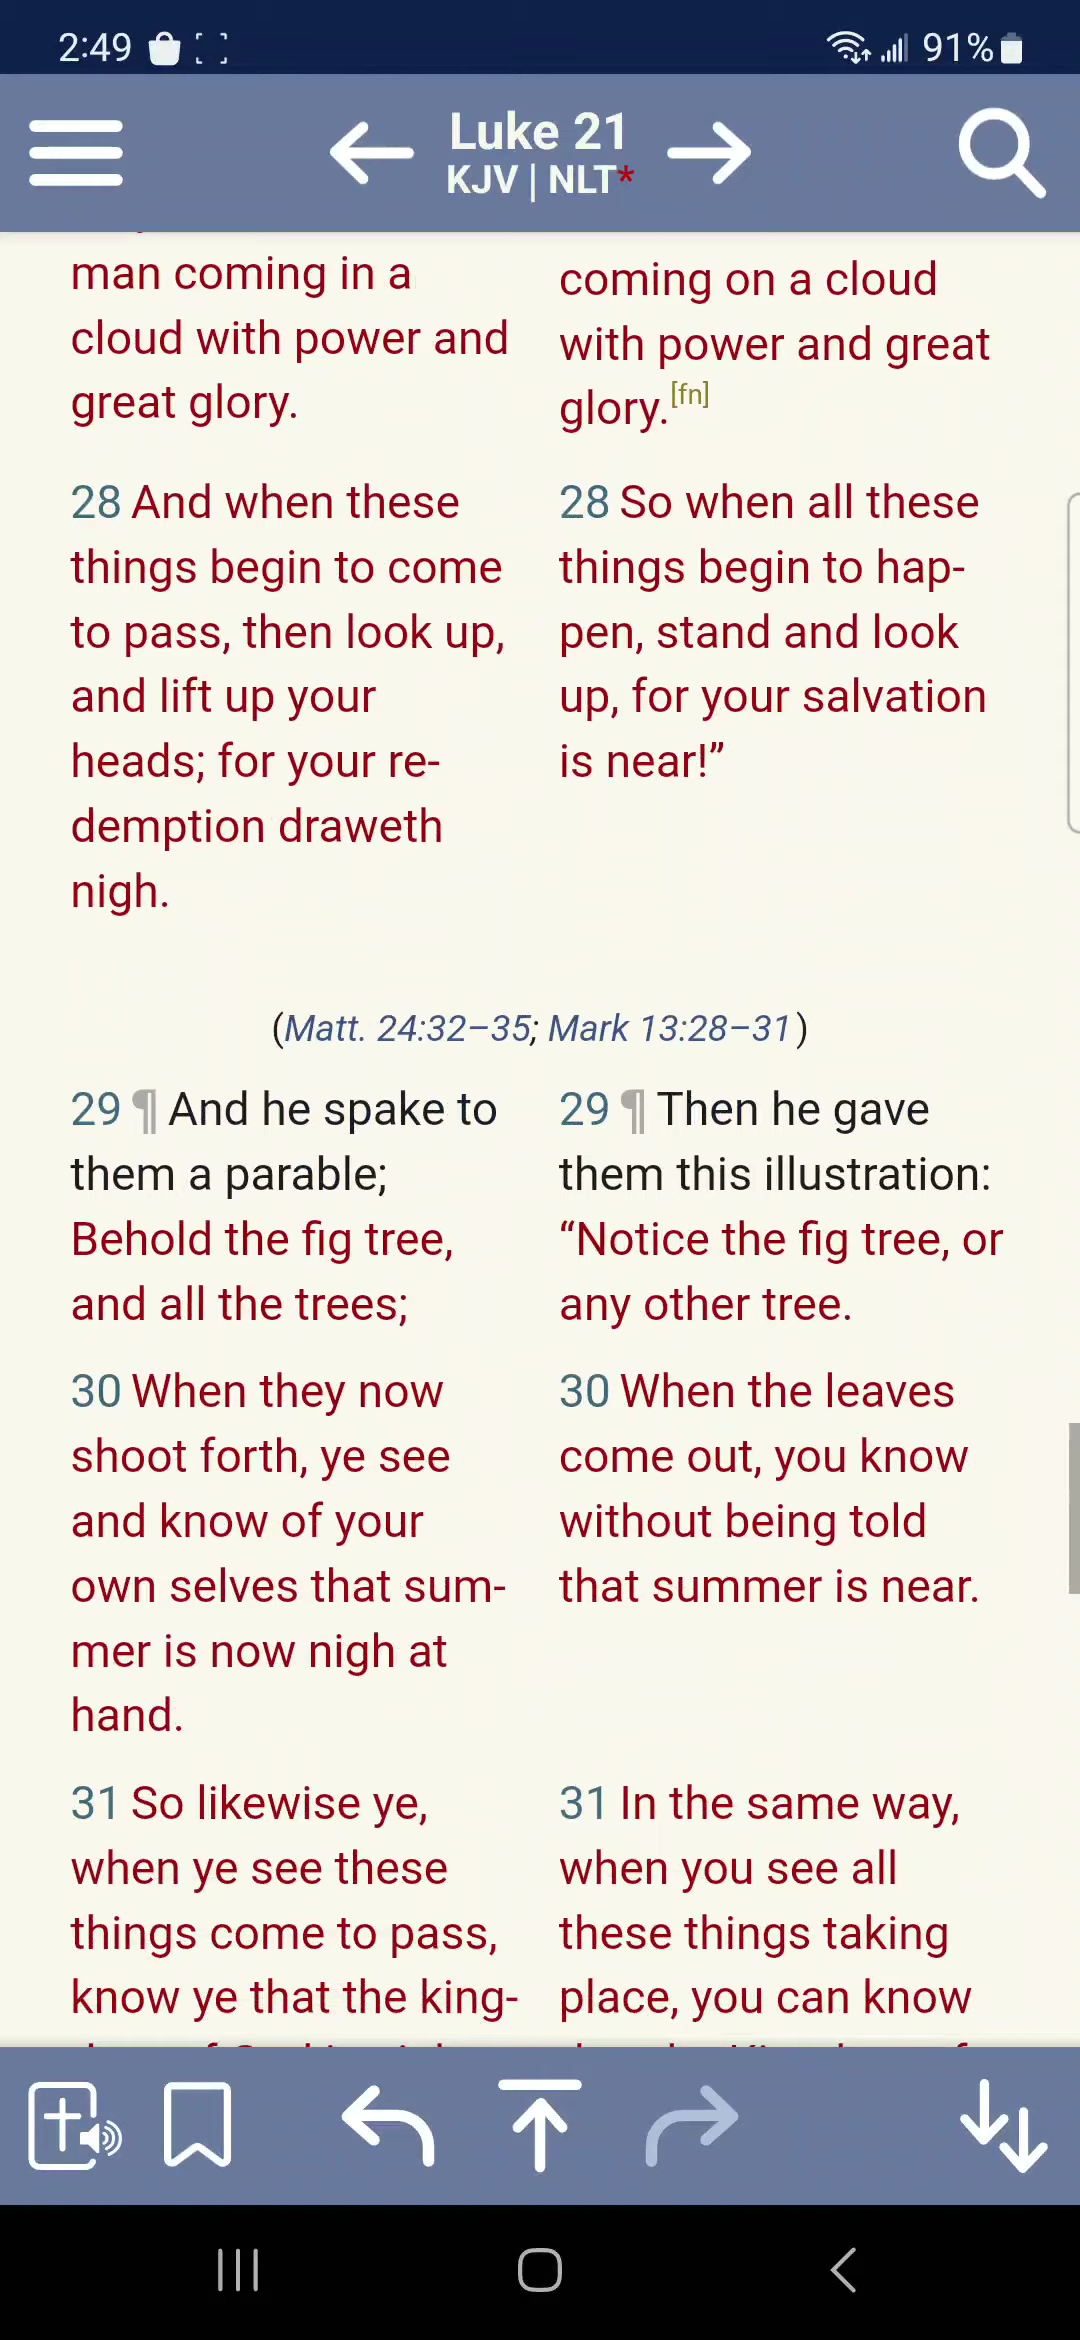 2:49
91%
Luke 21
KJV | NLT*
man coming in a
cloud with power and
great glory.
coming on a cloud
with power and great
glory.[fn]
28 And when these
things begin to come
to pass, then look up,
and lift up your
heads; for your re-
demption draweth
nigh.
28 So when all these
things begin to hap-
pen, stand and look
up, for your salvation
is near!”
(Matt. 24:32–35; Mark 13:28–31)
29 ¶ And he spake to
them a parable;
Behold the fig tree,
and all the trees;
29 ¶ Then he gave
them this illustration:
“Notice the fig tree, or
any other tree.
30 When they now
shoot forth, ye see
and know of your
own selves that sum-
mer is now nigh at
hand.
30 When the leaves
come out, you know
without being told
that summer is near.
31 So likewise ye,
when ye see these
things come to pass,
know ye that the king-
31 In the same way,
when you see all
these things taking
place, you can know